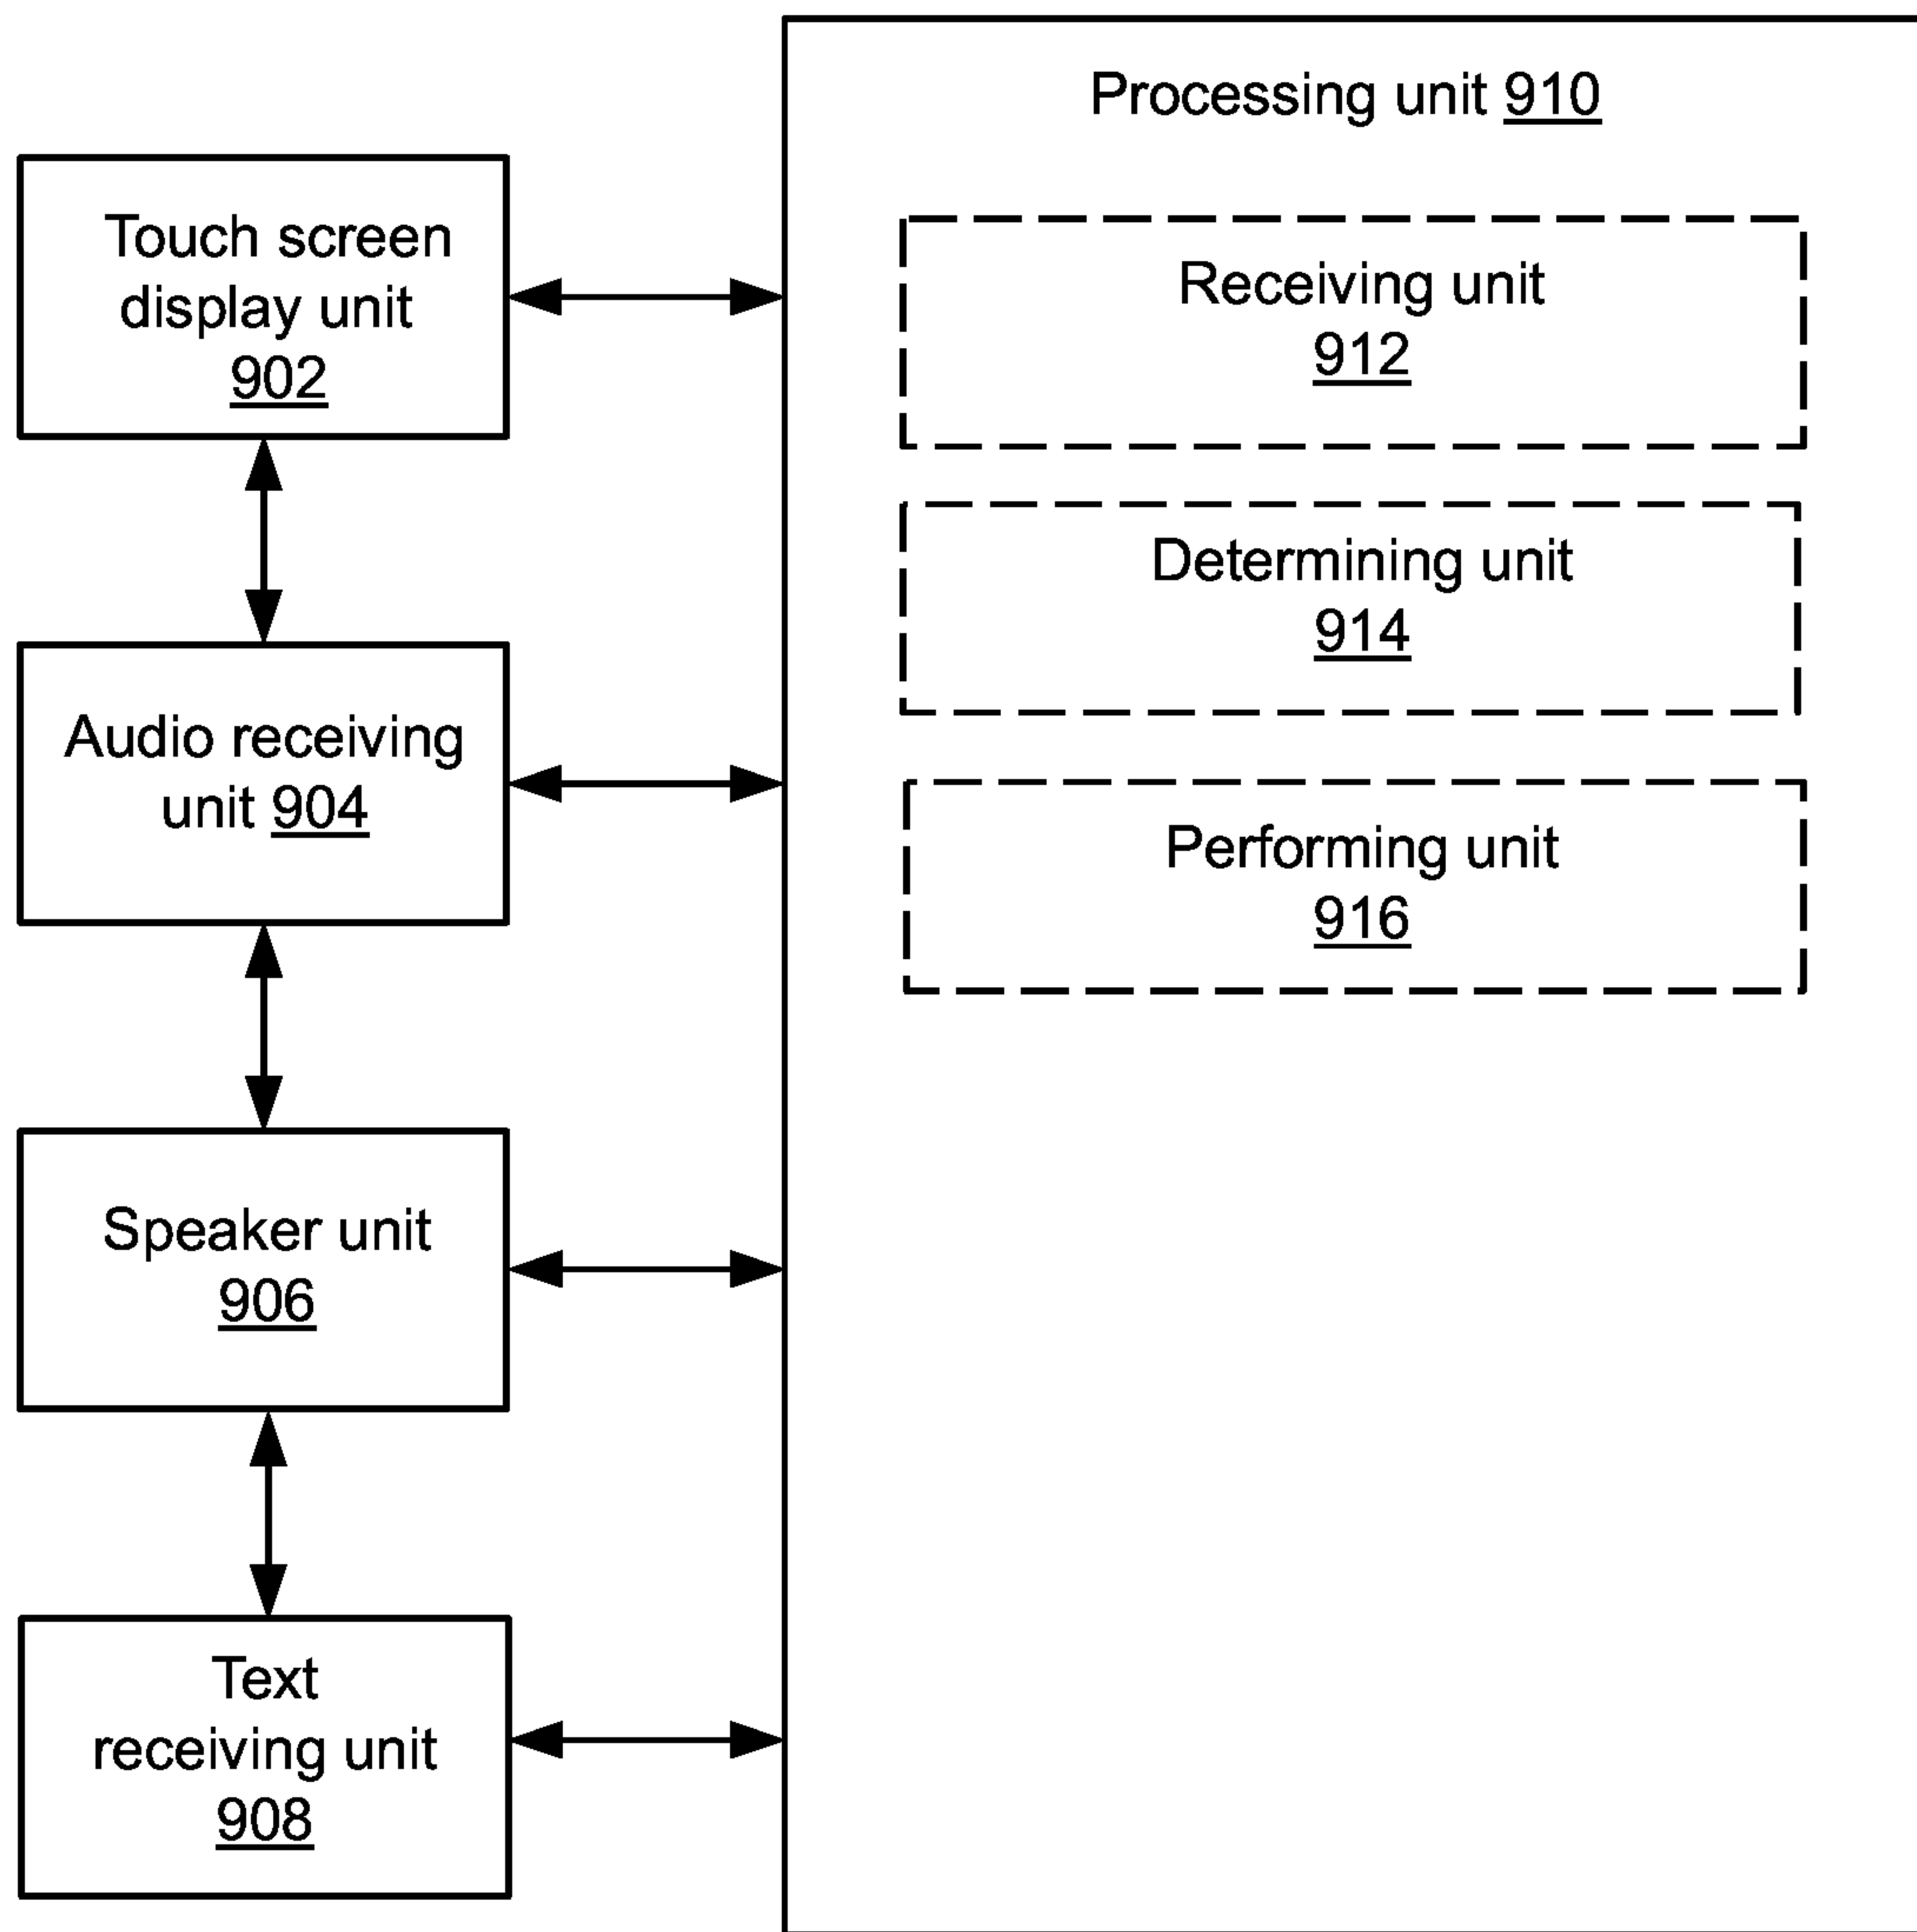 Processing unit 910
Touch screen
display unit
902
Receiving unit
912
Determining unit
914
Audio receiving
unit 904
Performing unit
916
Speaker unit
906
Text
receiving unit
908